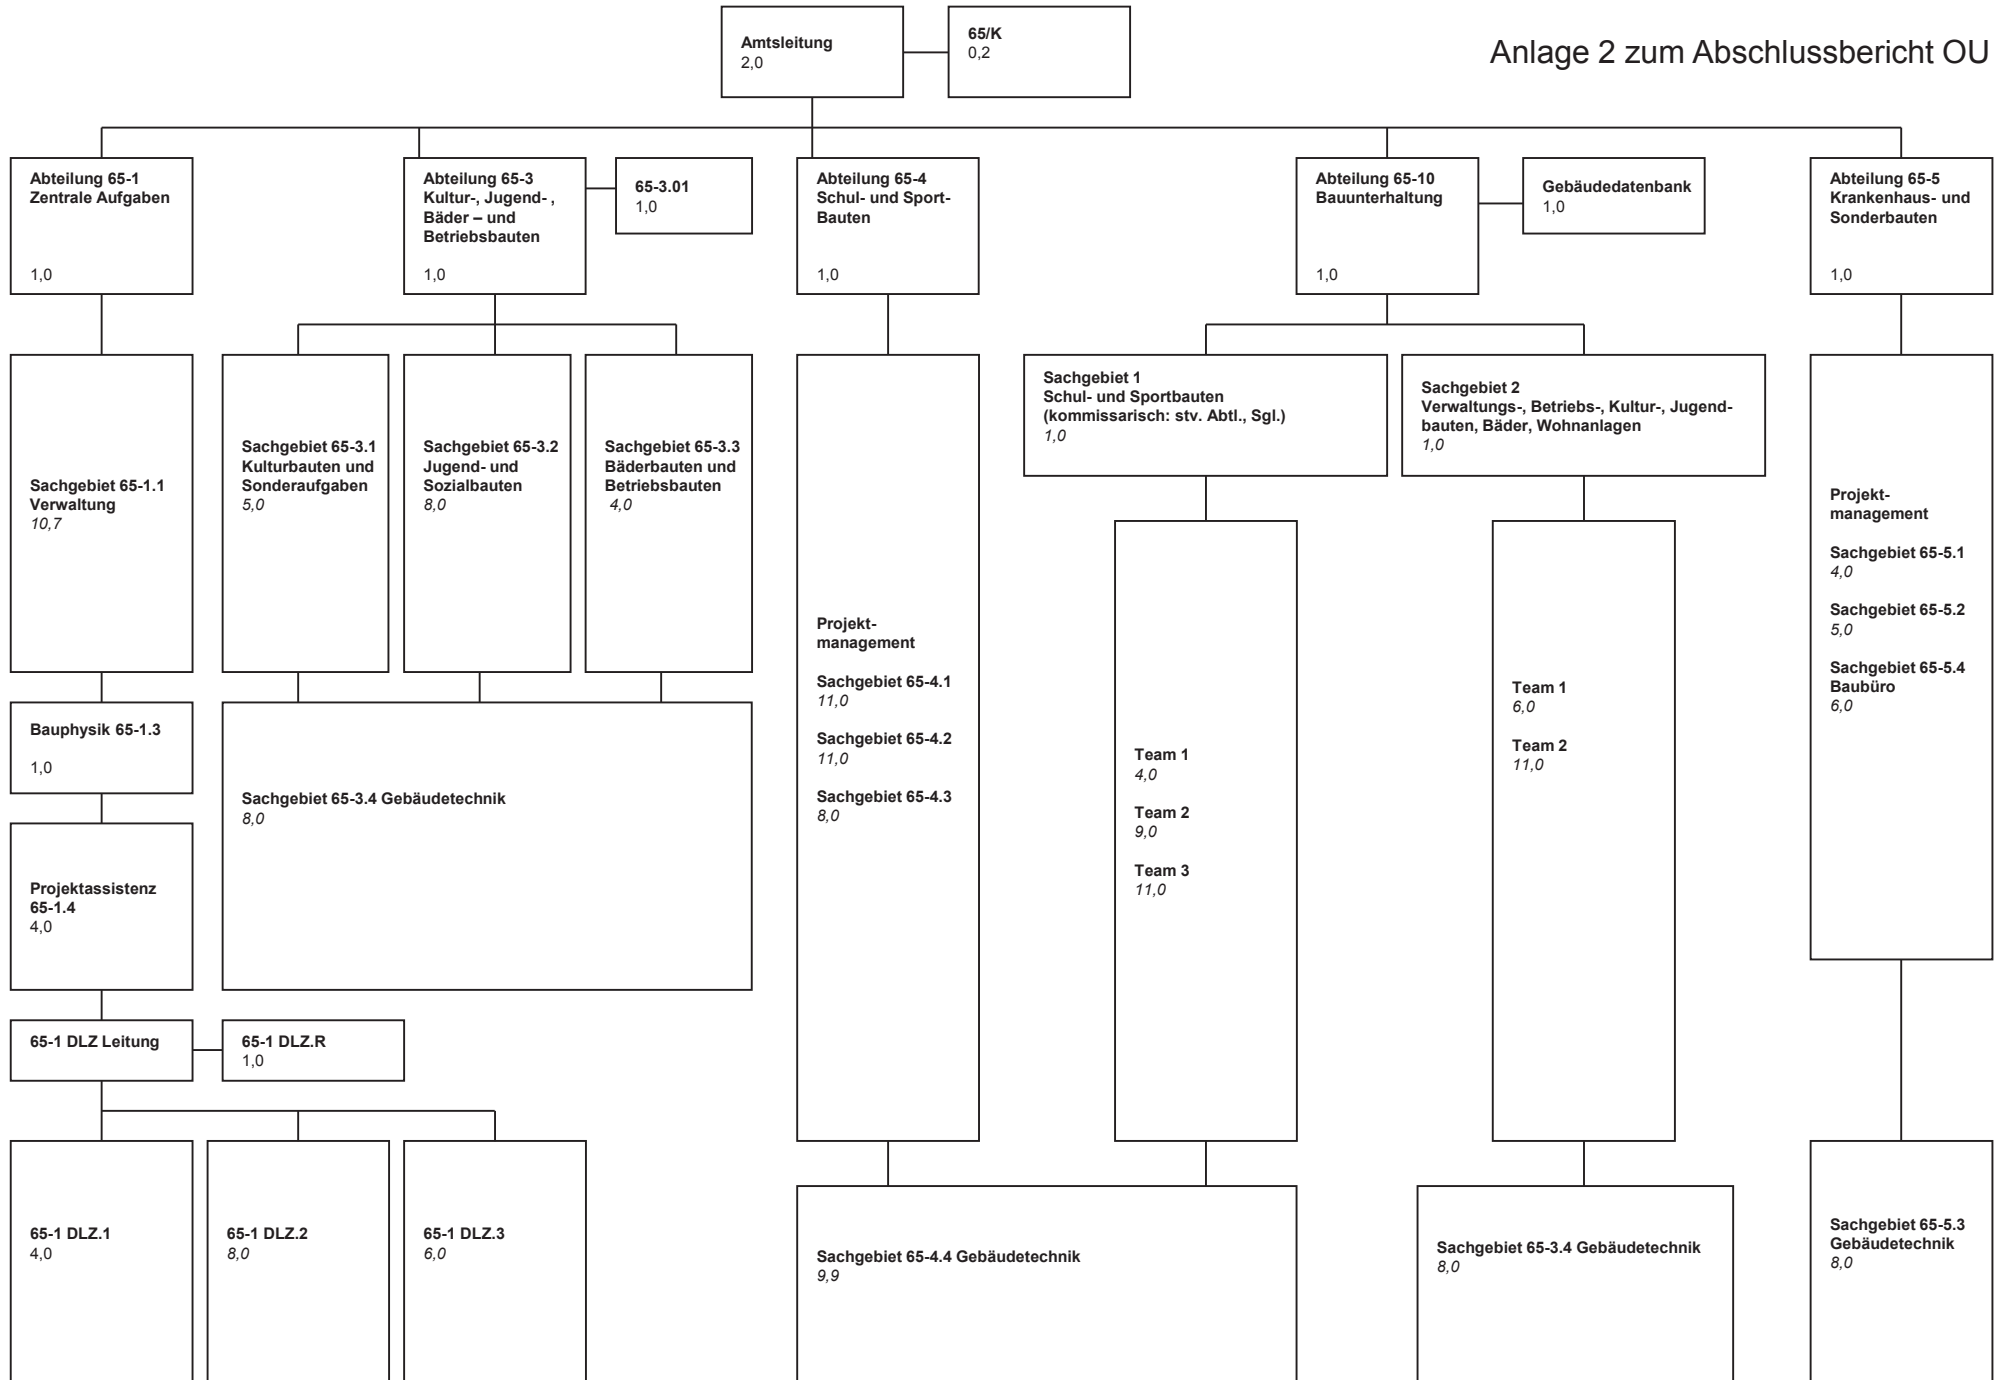 Anlage 2 zum Abschlussbericht OU
Amtsleitung
2,0
65/K
0,2
Abteilung 65-1
Zentrale Aufgaben
1,0
Abteilung 65-3
Kultur-, Jugend- ,
Bäder – und
Betriebsbauten
1,0
65-3.01
1,0
Abteilung 65-4
Schul- und Sport-
Bauten
1,0
Abteilung 65-10
Bauunterhaltung
1,0
Gebäudedatenbank
1,0
Abteilung 65-5
Krankenhaus- und
Sonderbauten
1,0
Sachgebiet 65-1.1
Verwaltung
10,7
Sachgebiet 65-3.1
Kulturbauten und
Sonderaufgaben
5,0
Sachgebiet 65-3.2
Jugend- und
Sozialbauten
8,0
Sachgebiet 65-3.3
Bäderbauten und
Betriebsbauten
4,0
Projekt-
management
Sachgebiet 65-4.1
11,0
Sachgebiet 65-4.2
11,0
Sachgebiet 65-4.3
8,0
Sachgebiet 1
Schul- und Sportbauten
(kommissarisch: stv. Abtl., Sgl.)
1,0
Sachgebiet 2
Verwaltungs-, Betriebs-, Kultur-, Jugend-
bauten, Bäder, Wohnanlagen
1,0
Team 1
4,0
Team 2
9,0
Team 3
11,0
Team 1
6,0
Team 2
11,0
Projekt-
management
Sachgebiet 65-5.1
4,0
Sachgebiet 65-5.2
5,0
Sachgebiet 65-5.4
Baubüro
6,0
Bauphysik 65-1.3
1,0
Sachgebiet 65-3.4 Gebäudetechnik
8,0
Projektassistenz
65-1.4
4,0
65-1 DLZ Leitung
65-1 DLZ.R
1,0
65-1 DLZ.1
4,0
65-1 DLZ.2
8,0
65-1 DLZ.3
6,0
Sachgebiet 65-4.4 Gebäudetechnik
9,9
Sachgebiet 65-3.4 Gebäudetechnik
8,0
Sachgebiet 65-5.3
Gebäudetechnik
8,0